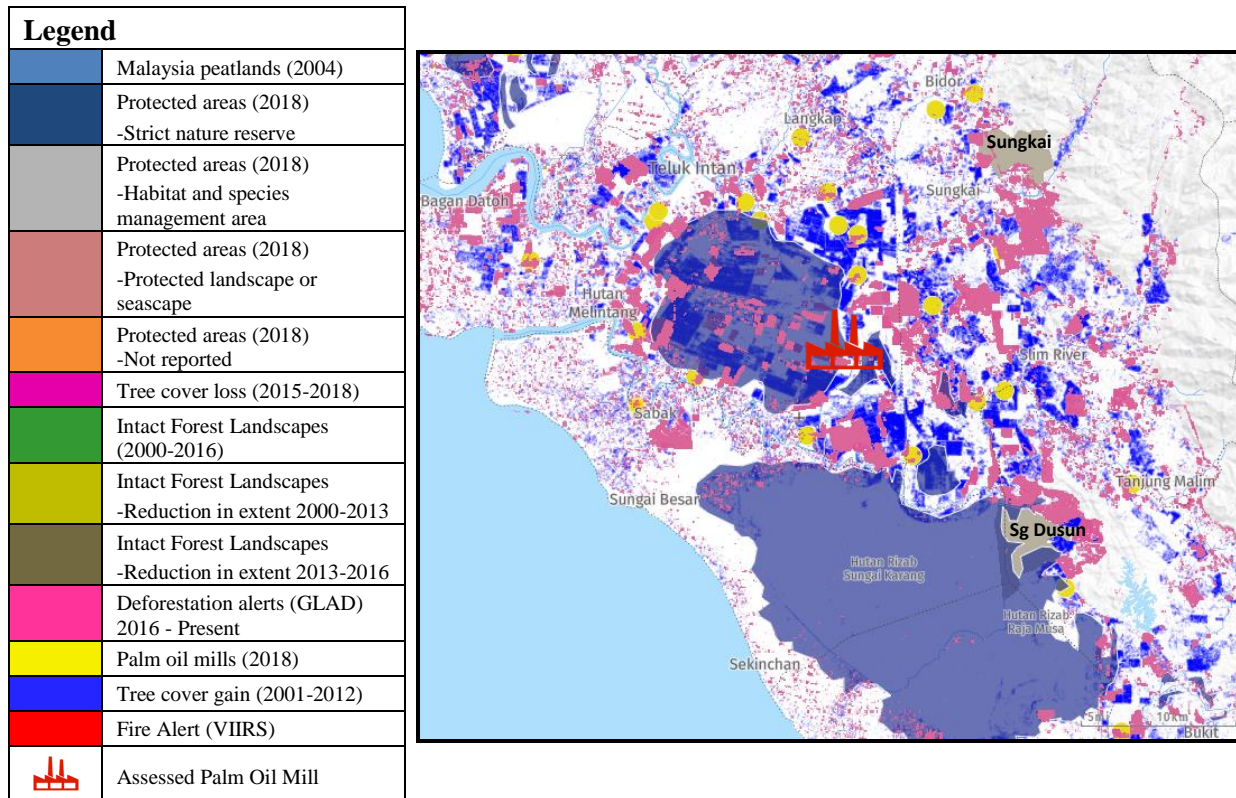 Legend
Malaysia peatlands (2004)
Protected areas (2018)
-Strict nature reserve
Protected areas (2018)
-Habitat and species
management area
Protected areas (2018)
-Protected landscape or
seascape
Protected areas (2018)
-Not reported
Tree cover loss (2015-2018)
Intact Forest Landscapes
(2000-2016)
Intact Forest Landscapes
-Reduction in extent 2000-2013
Intact Forest Landscapes
-Reduction in extent 2013-2016
Deforestation alerts (GLAD)
2016 - Present
Palm oil mills (2018)
Tree cover gain (2001-2012)
Fire Alert (VIIRS)
Assessed Palm Oil Mill
Bidor
Langkap
Sungkai
Teluk Intan
Sungkai
Bagan Datoh
Hutan
Melintang
Slim River
Sabak
Tanjung Malim
Sungai Besar
Sg Dusun
Hutan Rizab
Sungai Karang
Hutan Rizab
Raja Musa
Sekinchan
5mi
10km
Bukit